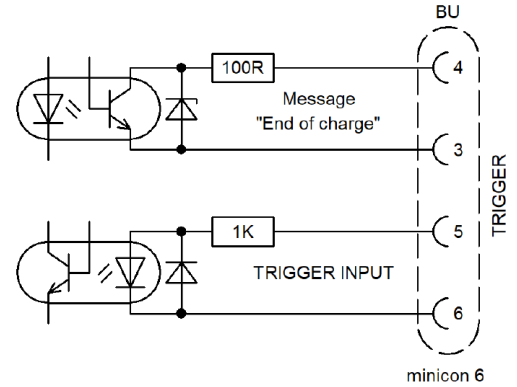 BU
100R
4
Message
"End of charge"
3
TRIGGER
1K
5
TRIGGER INPUT
6
minicon 6